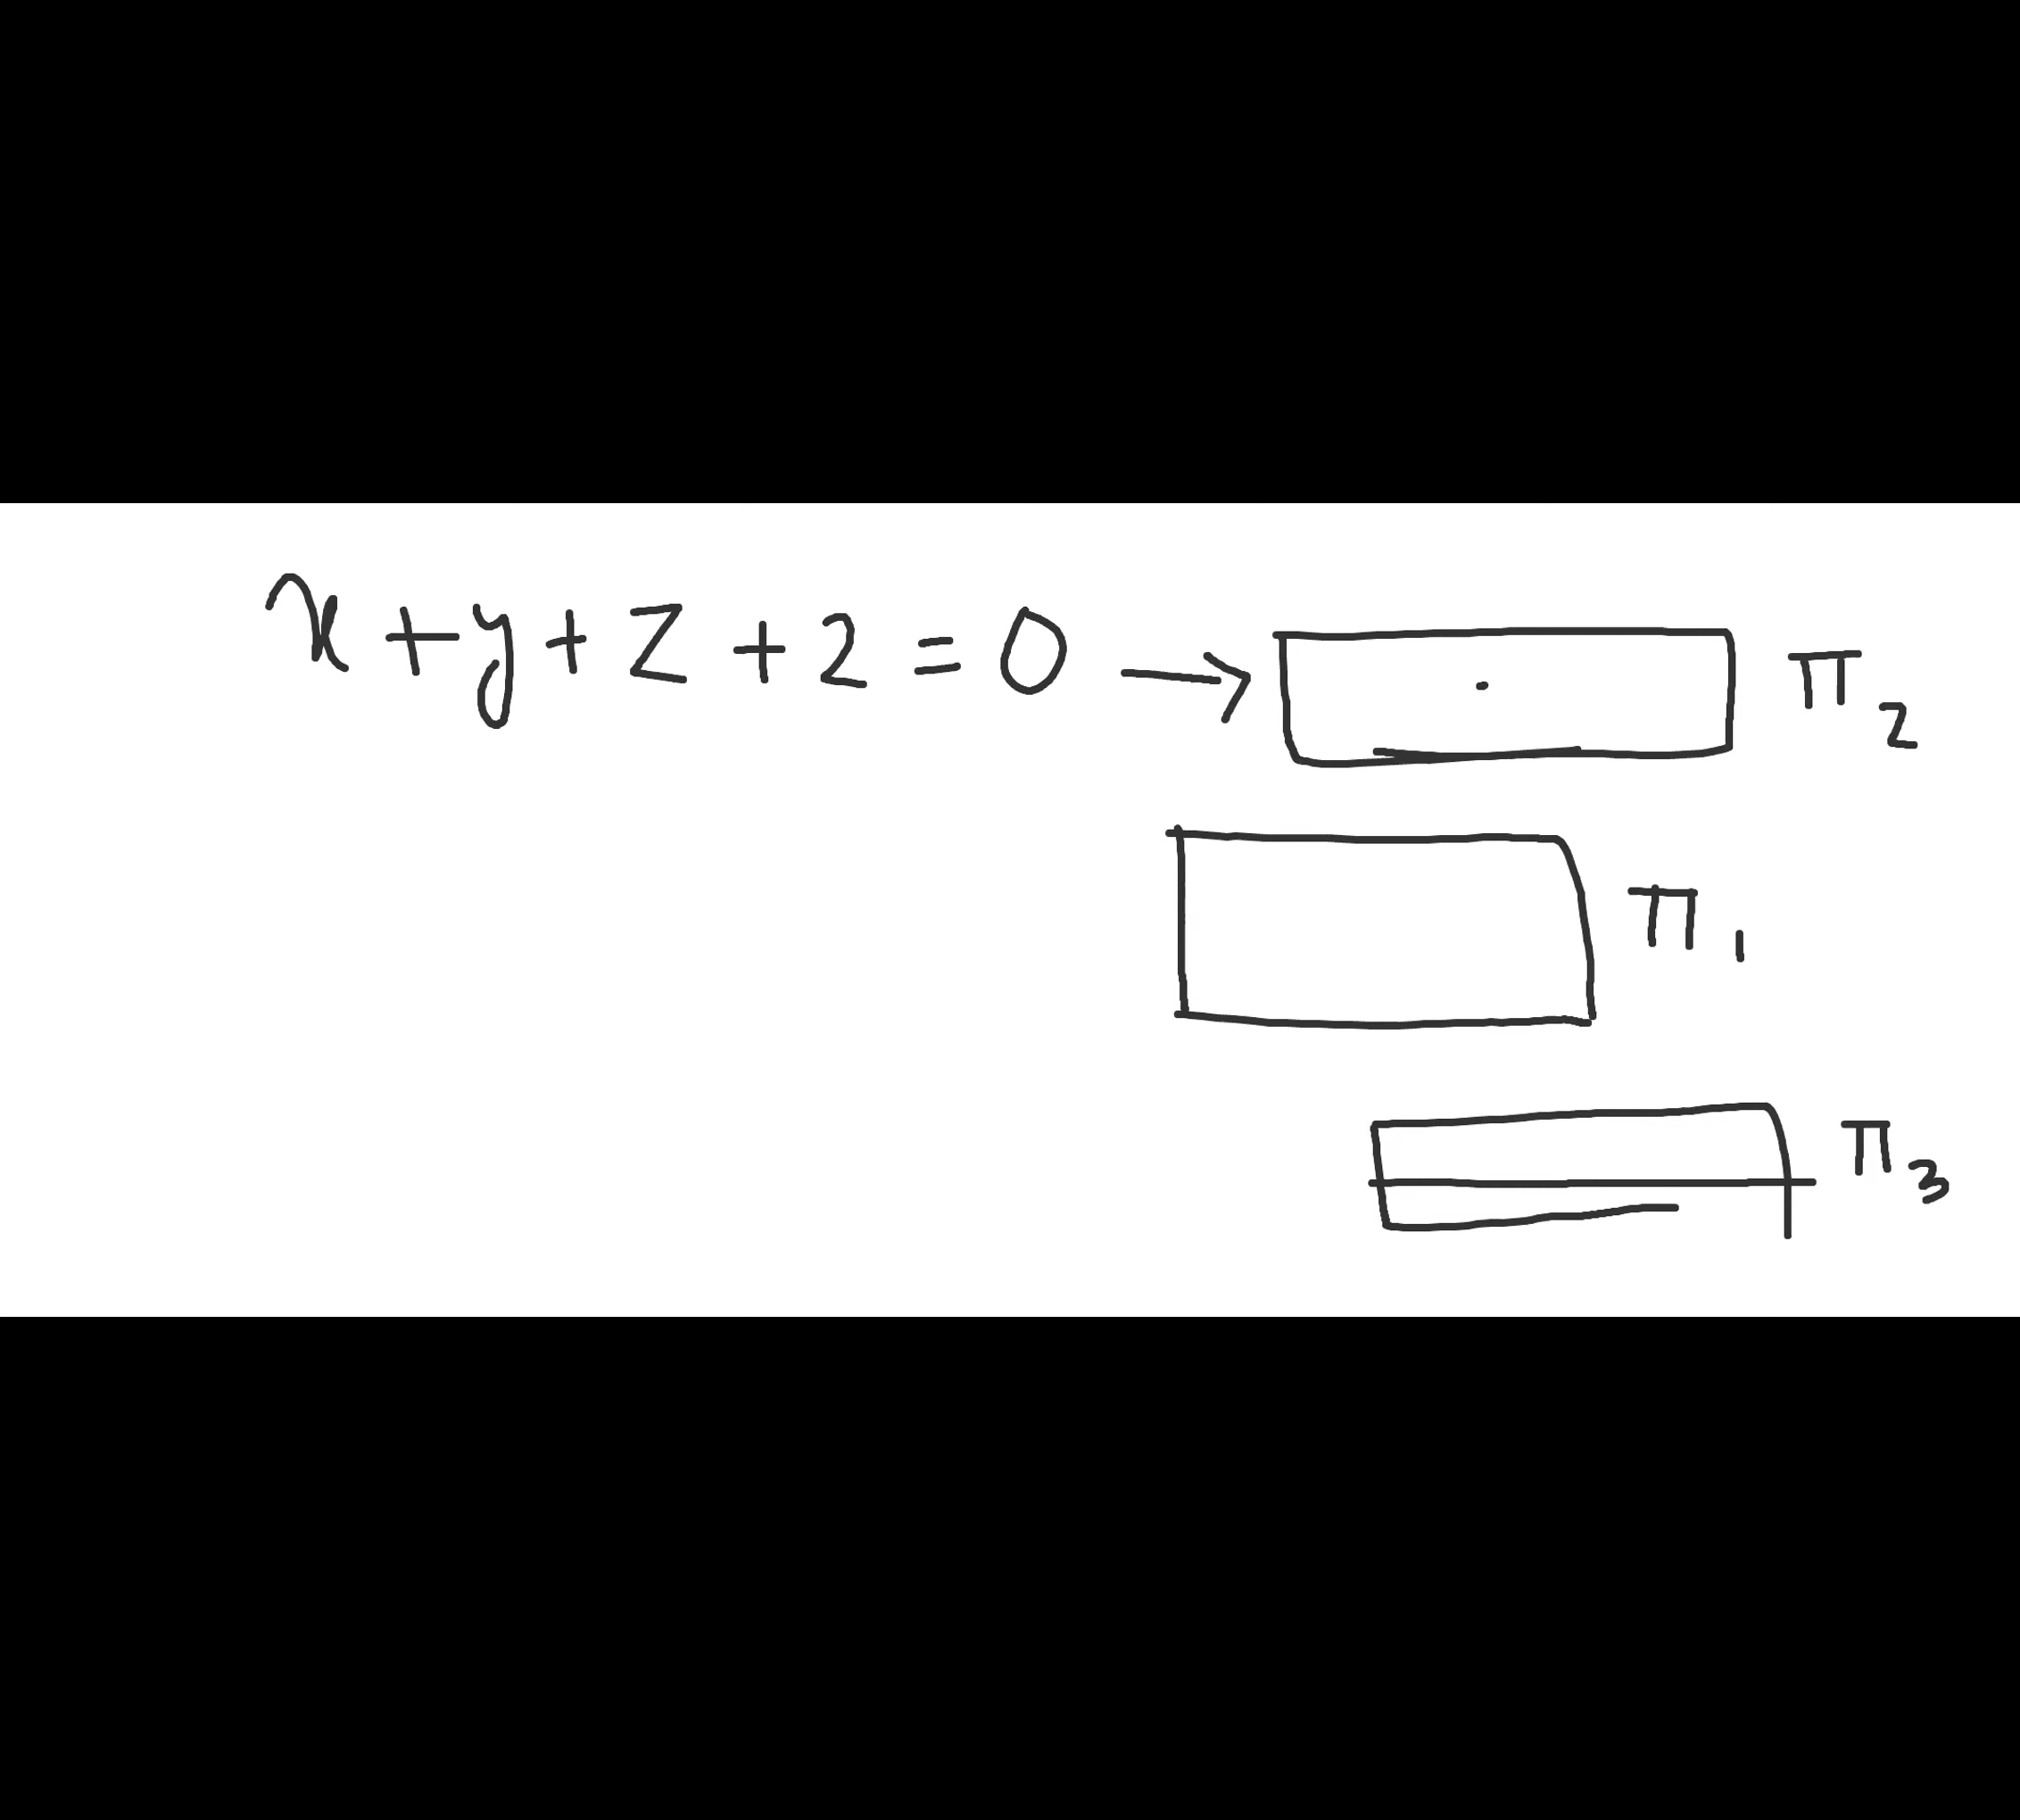 x + y + z + 2 = 0 → π₂
π₁
π₃